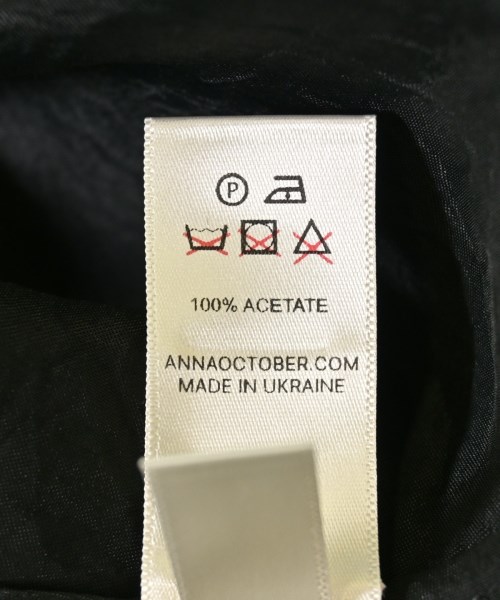 P
100% ACETATE
ANNAOCTOBER.COM
MADE IN UKRAINE